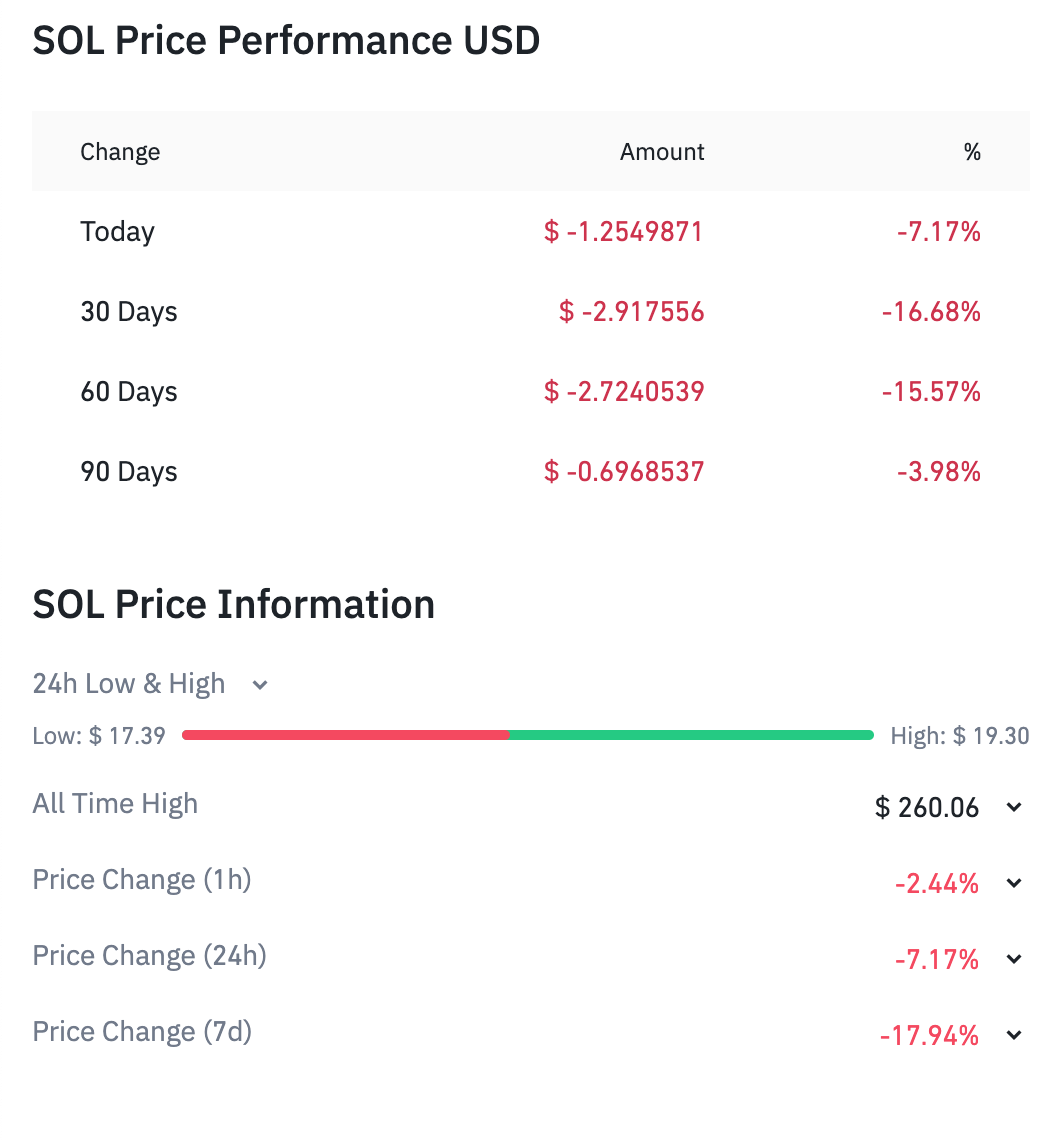 SOL Price Performance USD
Change Amount %
Today $ -1.2549871 -7.17%
30 Days $ -2.917556 -16.68%
60 Days $ -2.7240539 -15.57%
90 Days $ -0.6968537 -3.98%
SOL Price Information
24h Low & High
Low: $ 17.39 High: $ 19.30
All Time High $ 260.06
Price Change (1h) -2.44%
Price Change (24h) -7.17%
Price Change (7d) -17.94%